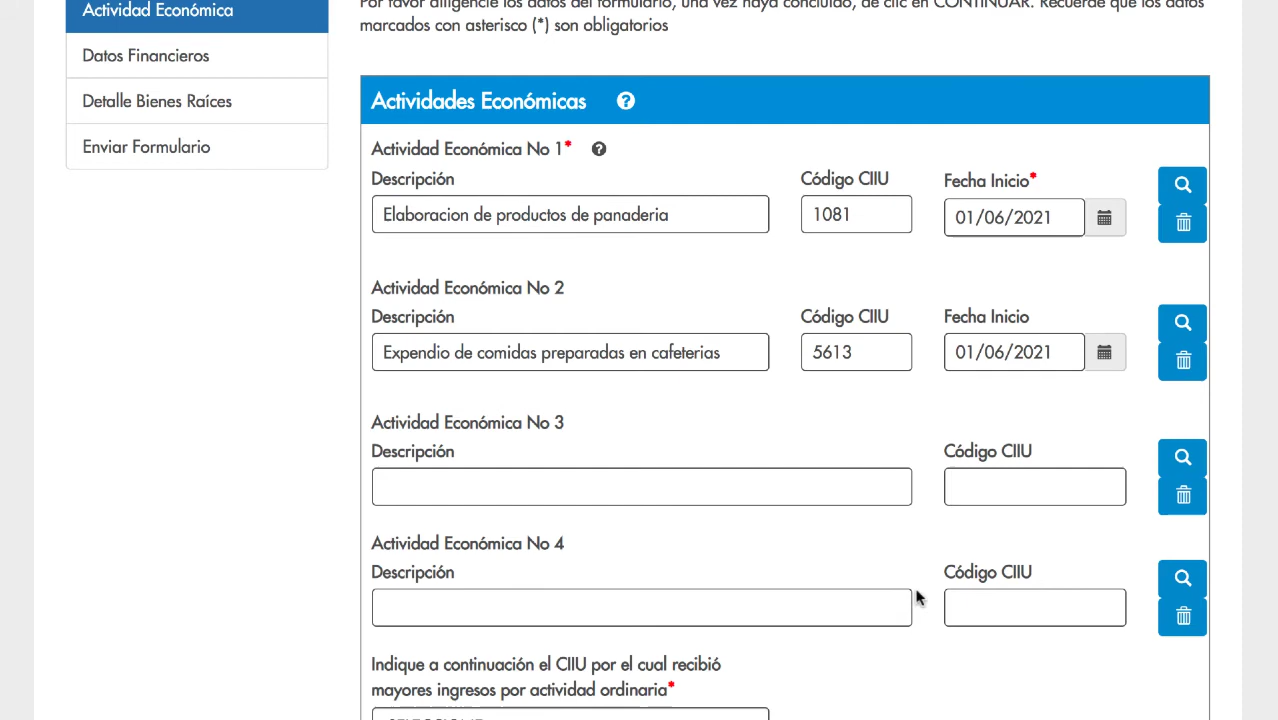 Actividad Económica
Datos Financieros
Detalle Bienes Raíces
Enviar Formulario
Por favor diligencie los datos del formulario, una vez haya concluido, de clic en CONTINUAR. Recuerde que los datos
marcados con asterisco (*) son obligatorios
Actividades Económicas ?
Actividad Económica No 1* ?
Descripción Código CIIU Fecha Inicio*
Elaboracion de productos de panaderia 1081 01/06/2021
Actividad Económica No 2
Descripción Código CIIU Fecha Inicio
Expendio de comidas preparadas en cafeterias 5613 01/06/2021
Actividad Económica No 3
Descripción Código CIIU
Actividad Económica No 4
Descripción Código CIIU
Indique a continuación el CIIU por el cual recibió
mayores ingresos por actividad ordinaria*